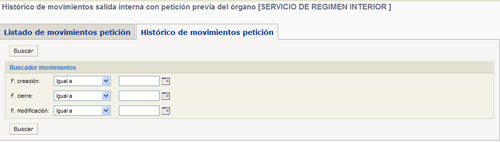 Histórico de movimientos salida interna con petición previa del órgano [SERVICIO DE REGIMEN INTERIOR ]
Listado de movimientos petición Histórico de movimientos petición
Buscar
Buscador movimientos
F. creación: Igual a
F. cierre: Igual a
F. modificación: Igual a
Buscar